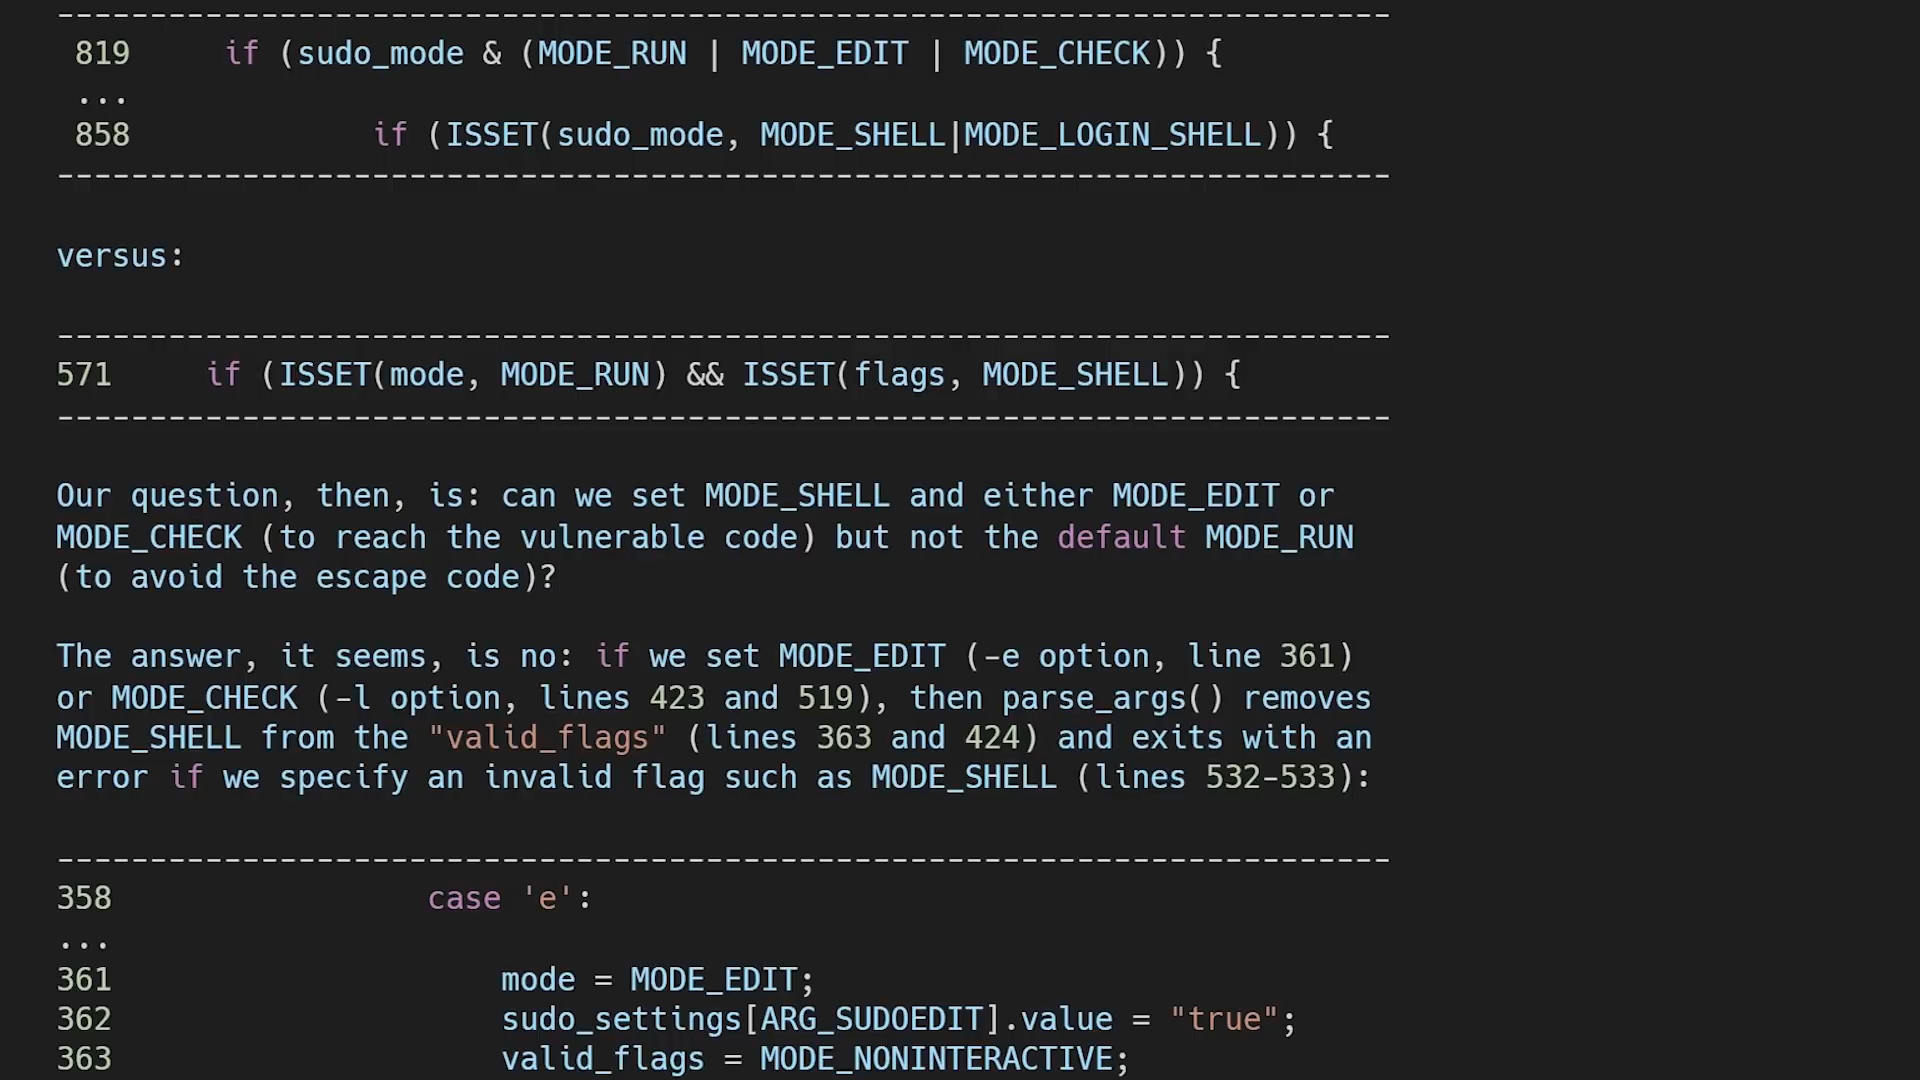 ------------------------------------------------------------------------
819     if (sudo_mode & (MODE_RUN | MODE_EDIT | MODE_CHECK)) {
...
858             if (ISSET(sudo_mode, MODE_SHELL|MODE_LOGIN_SHELL)) {
------------------------------------------------------------------------
versus:
------------------------------------------------------------------------
571     if (ISSET(mode, MODE_RUN) && ISSET(flags, MODE_SHELL)) {
------------------------------------------------------------------------
Our question, then, is: can we set MODE_SHELL and either MODE_EDIT or
MODE_CHECK (to reach the vulnerable code) but not the default MODE_RUN
(to avoid the escape code)?
The answer, it seems, is no: if we set MODE_EDIT (-e option, line 361)
or MODE_CHECK (-l option, lines 423 and 519), then parse_args() removes
MODE_SHELL from the "valid_flags" (lines 363 and 424) and exits with an
error if we specify an invalid flag such as MODE_SHELL (lines 532-533):
------------------------------------------------------------------------
358                 case 'e':
...
361                     mode = MODE_EDIT;
362                     sudo_settings[ARG_SUDOEDIT].value = "true";
363                     valid_flags = MODE_NONINTERACTIVE;